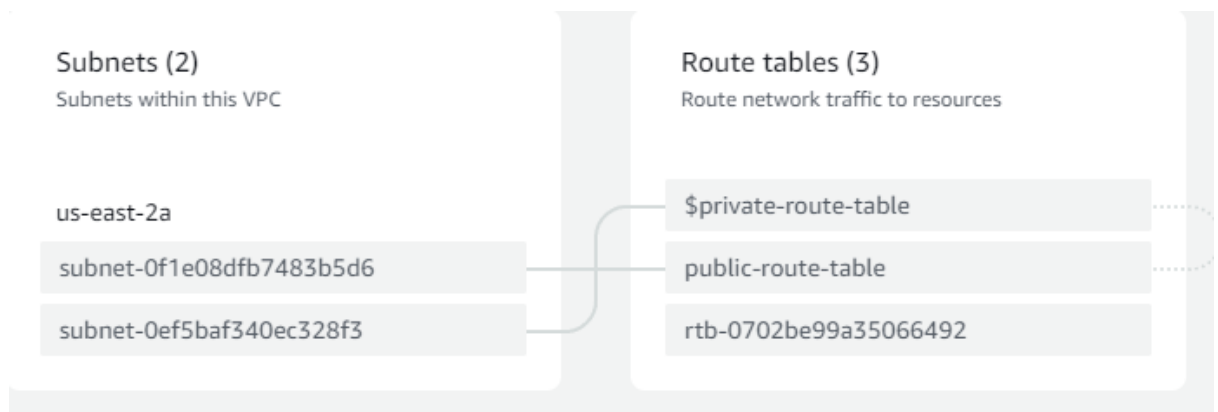 Subnets (2)
Subnets within this VPC
us-east-2a
subnet-0f1e08dfb7483b5d6
subnet-0ef5baf340ec328f3
Route tables (3)
Route network traffic to resources
$private-route-table
public-route-table
rtb-0702be99a35066492